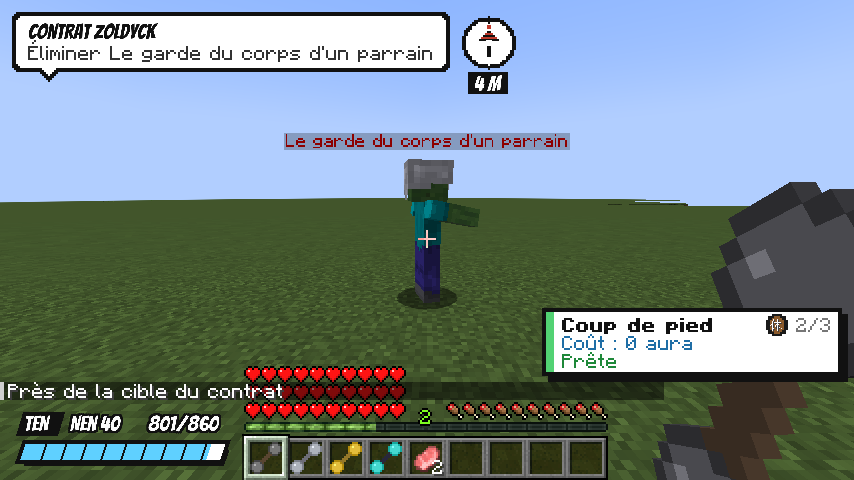 CONTRAT ZOLDYCK
Éliminer Le garde du corps d'un parrain
4 M
Le garde du corps d'un parrain
Coup de pied
2/3
Coût : 0 aura
Prête
Près de la cible du contrat
TEN
NEN 40
801/860
2
2